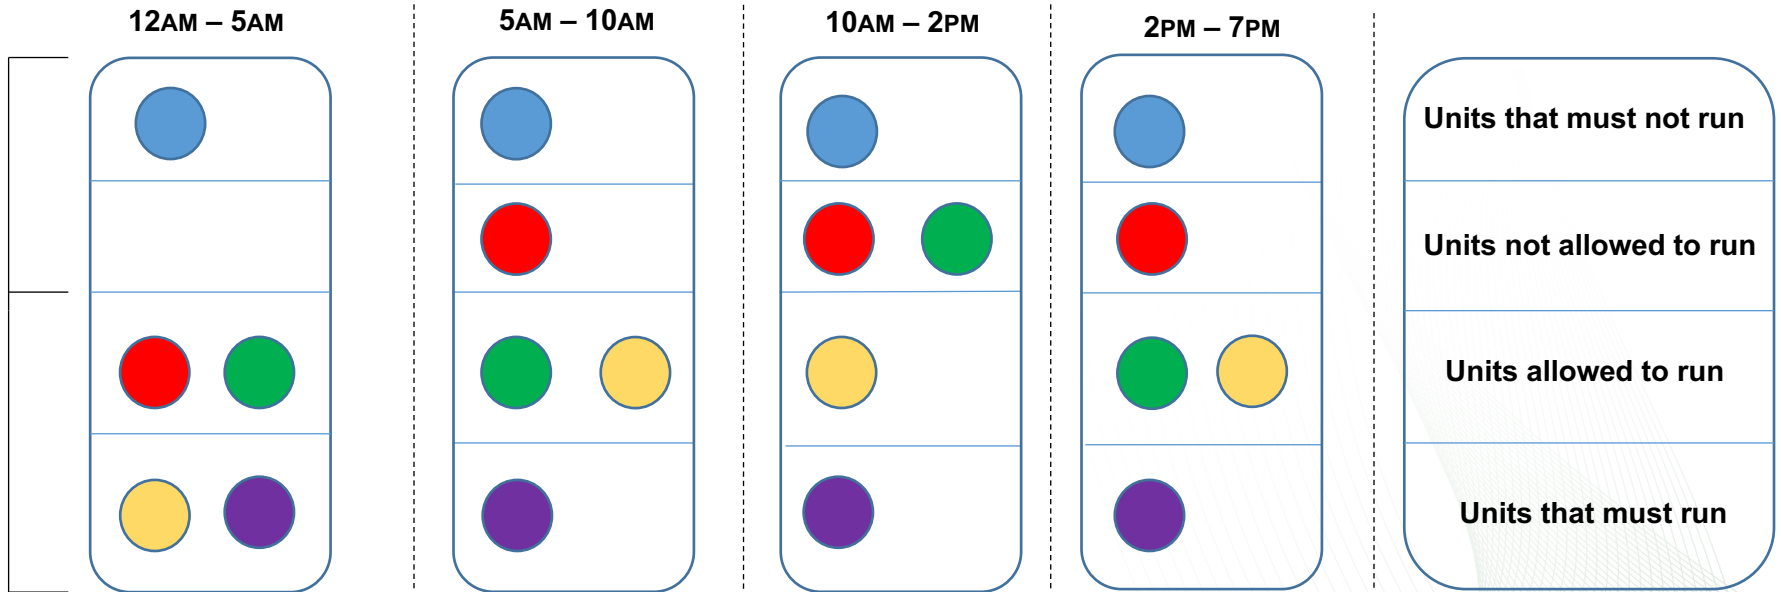 12AM – 5AM
5AM – 10AM
10AM – 2PM
2PM – 7PM
Units that must not run
Units not allowed to run
Units allowed to run
Units that must run